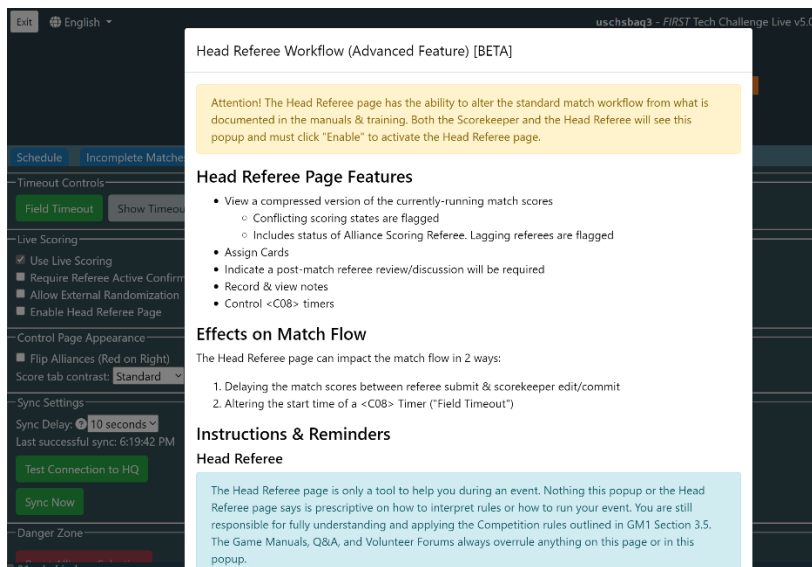 Exit English uschsbaq3 - FIRST Tech Challenge Live v5.0
Head Referee Workflow (Advanced Feature) [BETA]
Attention! The Head Referee page has the ability to alter the standard match workflow from what is
documented in the manuals & training. Both the Scorekeeper and the Head Referee will see this
popup and must click "Enable" to activate the Head Referee page.
Schedule Incomplete Matche
Timeout Controls
Field Timeout Show Timeou
Live Scoring
Use Live Scoring
Require Referee Active Confirm
Allow External Randomization
Enable Head Referee Page
Control Page Appearance
Flip Alliances (Red on Right)
Score tab contrast: Standard
Sync Settings
Sync Delay: 10 seconds
Last successful sync: 6:19:42 PM
Test Connection to HQ
Sync Now
Danger Zone
Head Referee Page Features
• View a compressed version of the currently-running match scores
◦ Conflicting scoring states are flagged
◦ Includes status of Alliance Scoring Referee. Lagging referees are flagged
• Assign Cards
• Indicate a post-match referee review/discussion will be required
• Record & view notes
• Control <C08> timers
Effects on Match Flow
The Head Referee page can impact the match flow in 2 ways:
1. Delaying the match scores between referee submit & scorekeeper edit/commit
2. Altering the start time of a <C08> Timer ("Field Timeout")
Instructions & Reminders
Head Referee
The Head Referee page is only a tool to help you during an event. Nothing this popup or the Head
Referee page says is prescriptive on how to interpret rules or how to run your event. You are still
responsible for fully understanding and applying the Competition rules outlined in GM1 Section 3.5.
The Game Manuals, Q&A, and Volunteer Forums always overrule anything on this page or in this
popup.